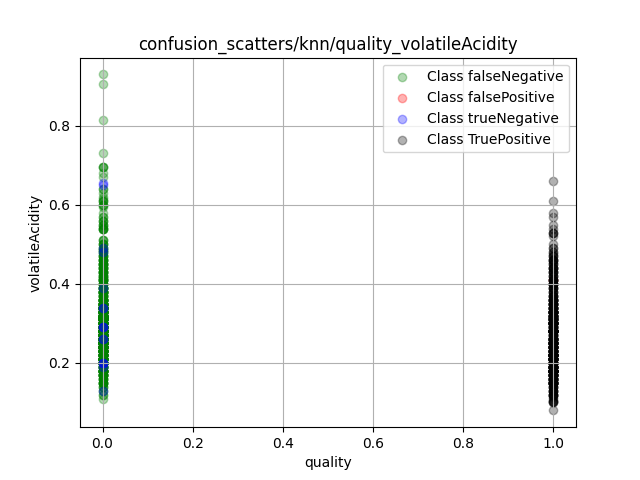 confusion_scatters/knn/quality_volatileAcidity
Class falseNegative
Class falsePositive
Class trueNegative
Class TruePositive
volatileAcidity
0.8
0.6
0.4
0.2
0.0 0.2 0.4 0.6 0.8 1.0
quality